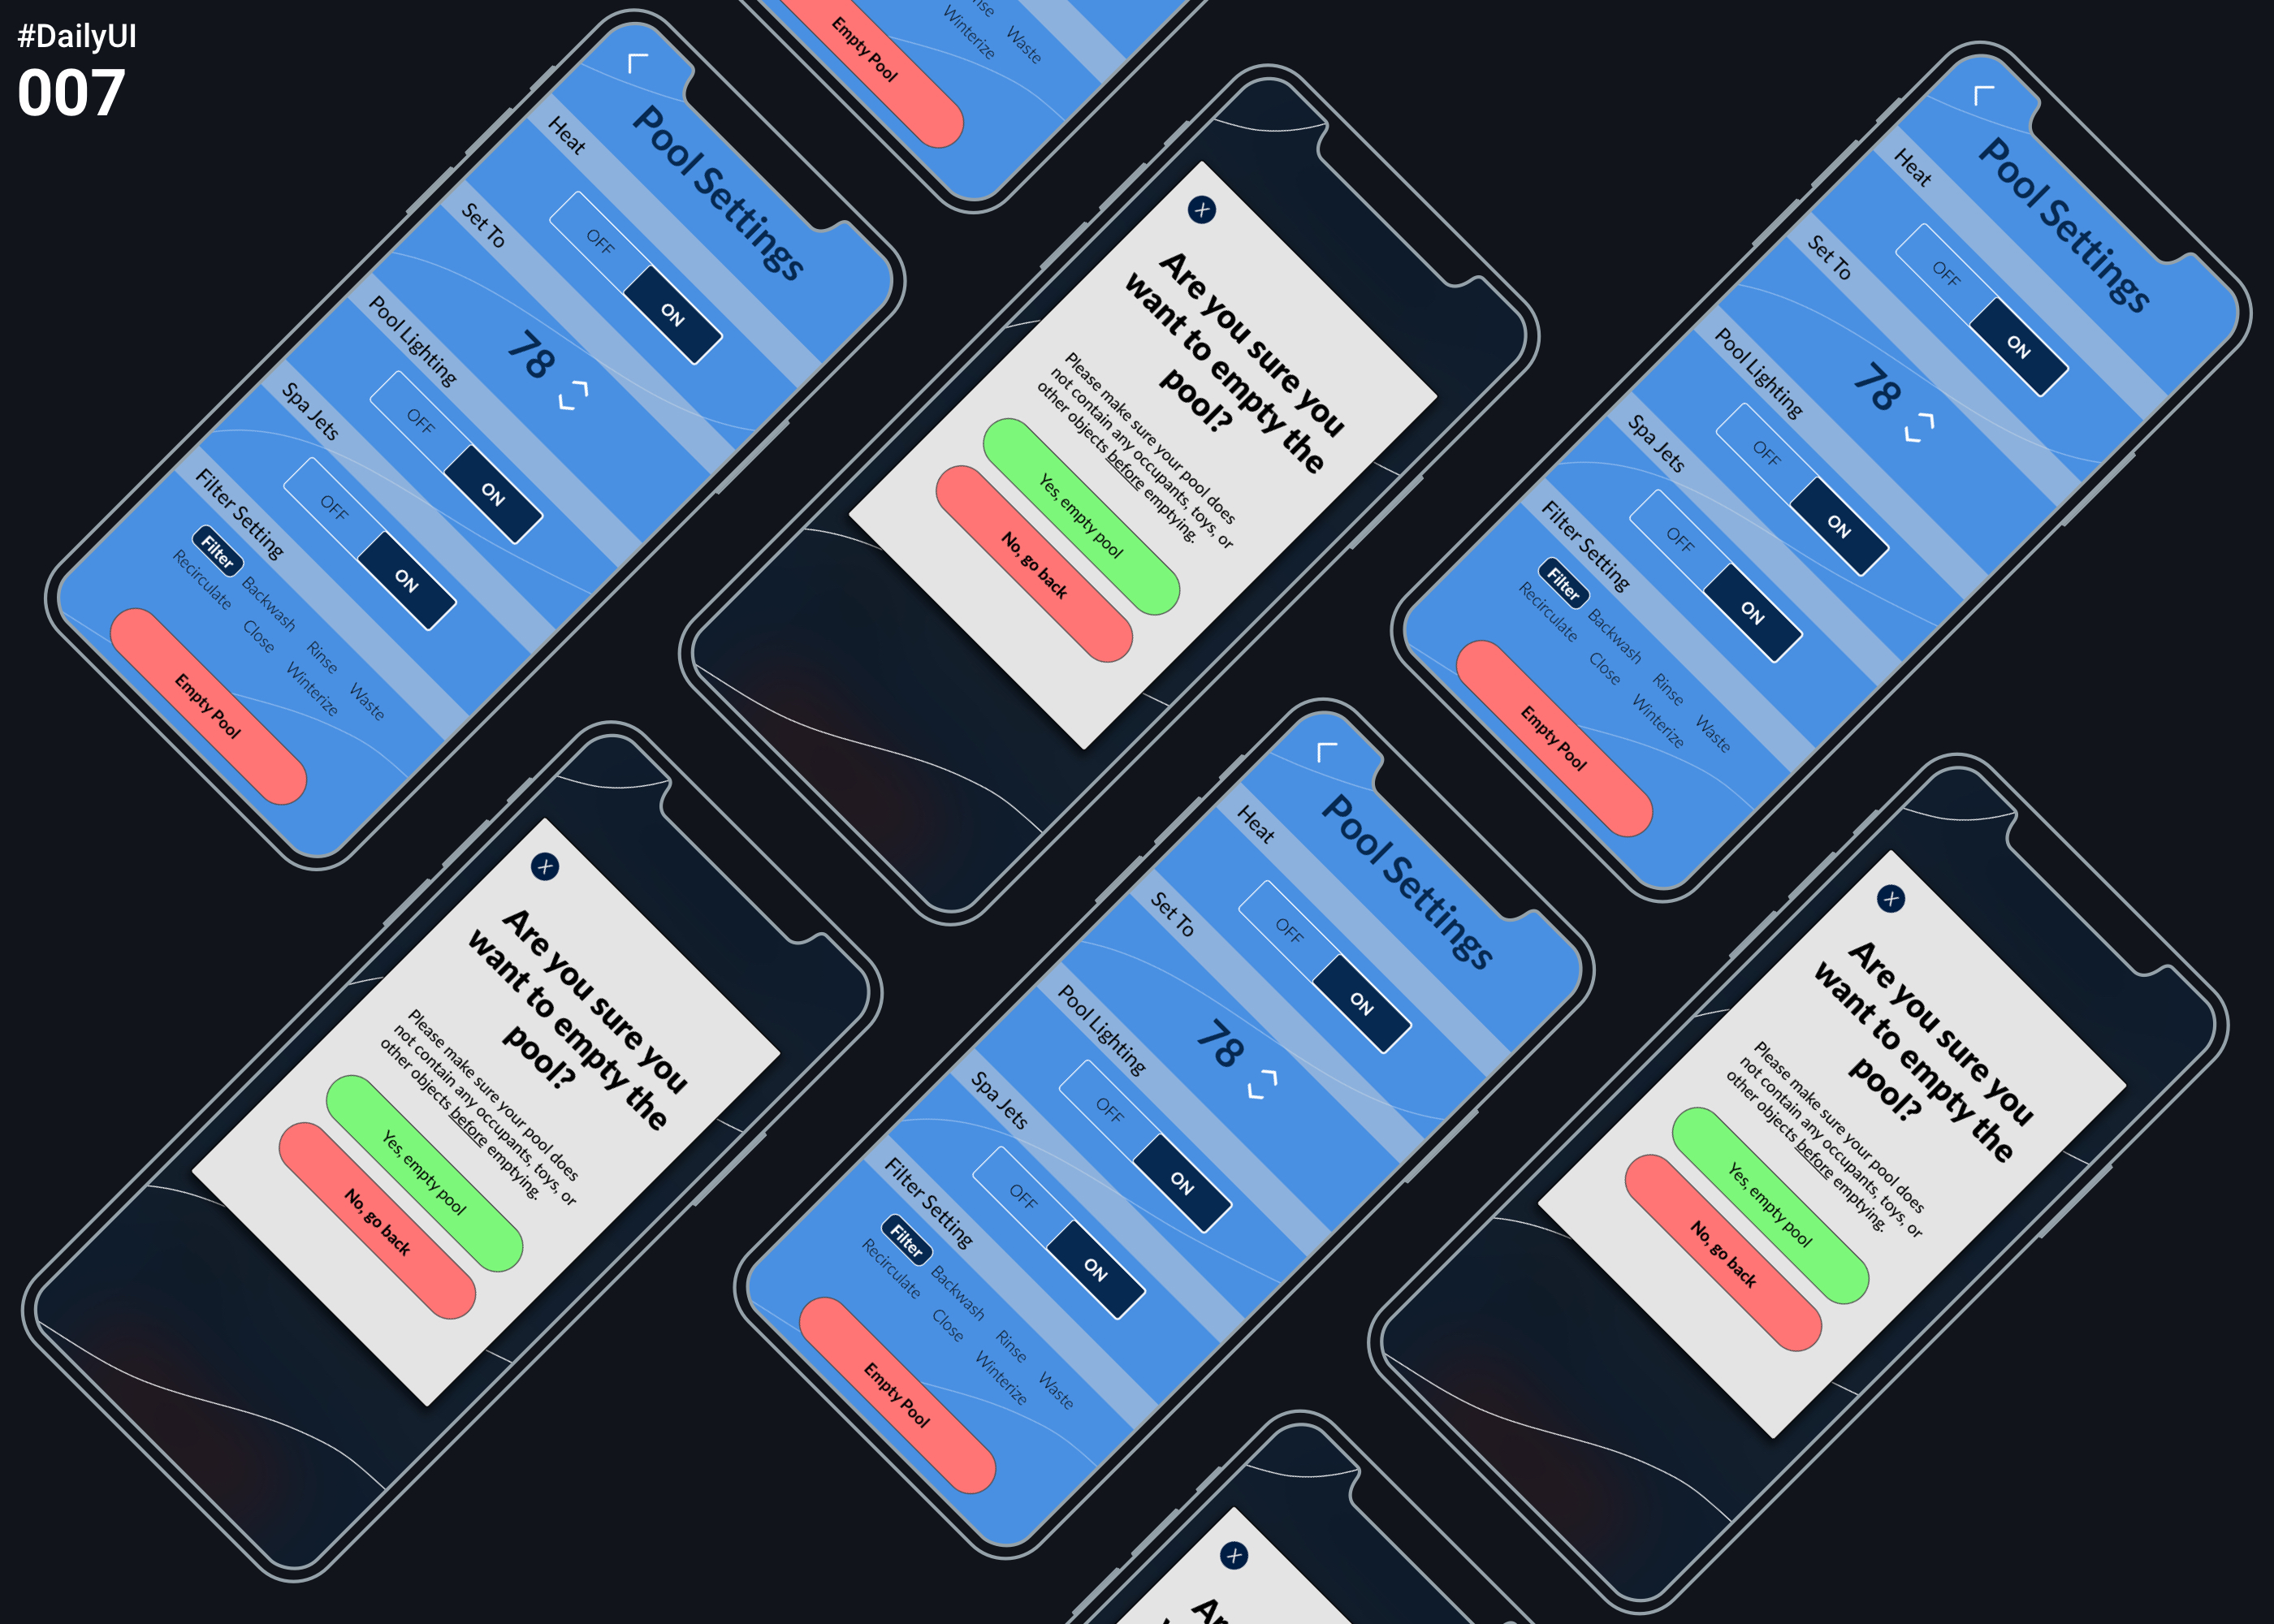 #DailyUI
007
Pool Settings
Heat
OFF
ON
Set To
78
Pool Lighting
OFF
ON
Spa Jets
OFF
ON
Filter Setting
Filter
Backwash
Rinse
Waste
Recirculate
Close
Winterize
Empty Pool
Waste
Winterize
Empty Pool
X
Are you sure you
want to empty the
pool?
Please make sure your pool does
not contain any occupants, toys, or
other objects before emptying.
Yes, empty pool
No, go back
Pool Settings
Heat
OFF
ON
Set To
78
Pool Lighting
OFF
ON
Spa Jets
OFF
ON
Filter Setting
Filter
Backwash
Rinse
Waste
Recirculate
Close
Winterize
Empty Pool
X
Are you sure you
want to empty the
pool?
Please make sure your pool does
not contain any occupants, toys, or
other objects before emptying.
Yes, empty pool
No, go back
Pool Settings
Heat
OFF
ON
Set To
78
Pool Lighting
OFF
ON
Spa Jets
OFF
ON
Filter Setting
Filter
Backwash
Rinse
Waste
Recirculate
Close
Winterize
Empty Pool
X
Are you sure you
want to empty the
pool?
Please make sure your pool does
not contain any occupants, toys, or
other objects before emptying.
Yes, empty pool
No, go back
X